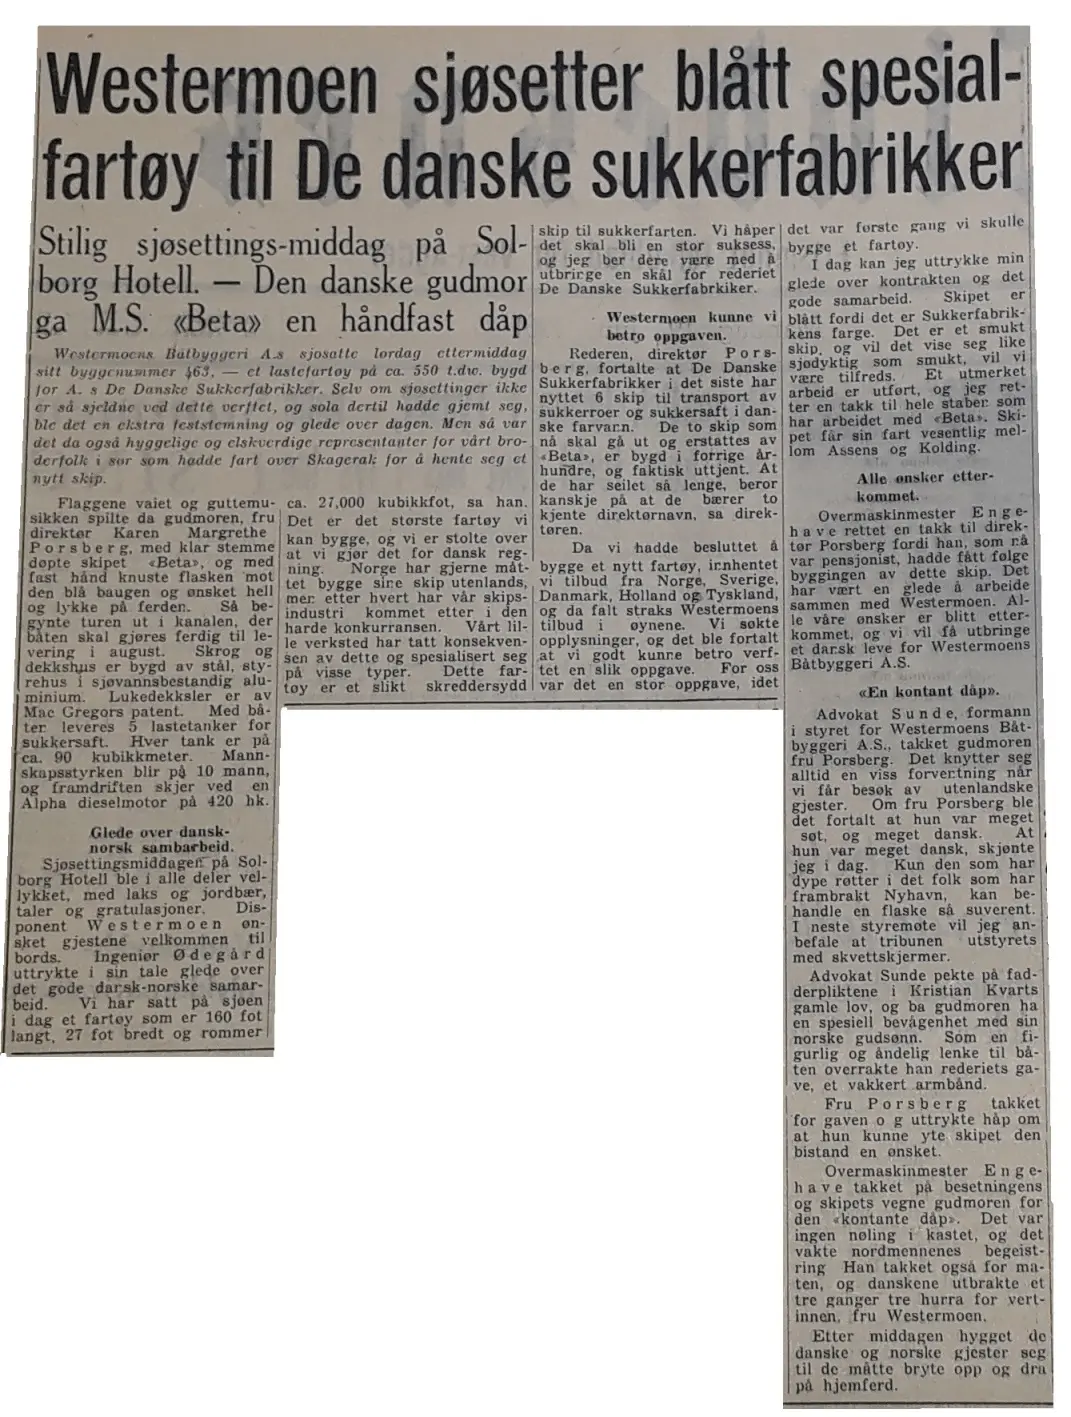 Westermoen sjøsetter blått spesial-
fartøy til De danske sukkerfabrikker
Stilig sjøsettings-middag på Sol-
borg Hotell. — Den danske gudmor
ga M.S. «Beta» en håndfast dåp
Westermoens Båtbyggeri A.s sjøsatte lørdag ettermiddag
sitt byggenummer 463, — et lastefartøy på ca. 550 t.dw. bygd
for A. s De Danske Sukkerfabrikker. Selv om sjøsettinger ikke
er så sjeldne ved dette verftet, og sola dertil hadde gjemt seg,
ble det en ekstra feststemning og glede over dagen. Men så var
det da også hyggelige og elskverdige representanter for vårt bro-
derfolk i sør som hadde fart over Skagerak for å hente seg et
nytt skip.
Flaggene vaiet og guttemu-
sikken spilte da gudmoren, fru
direktør Karen Margrethe
Porsberg, med klar stemme
døpte skipet «Beta», og med
fast hånd knuste flasken mot
den blå baugen og ønsket hell
og lykke på ferden. Så be-
gynte turen ut i kanalen, der
båten skal gjøres ferdig til le-
vering i august. Skrog og
dekkshus er bygd av stål, sty-
rehus i sjøvannsbestandig alu-
minium. Lukedekksler er av
Mac Gregors patent. Med bå-
ten leveres 5 lastetanker for
sukkersaft. Hver tank er på
ca. 90 kubikkmeter. Mann-
skapsstyrken blir på 10 mann,
og framdriften skjer ved en
Alpha dieselmotor på 420 hk.
Glede over dansk-
norsk sambarbeid.
Sjøsettingsmiddagen på Sol-
borg Hotell ble i alle deler vel-
lykket, med laks og jordbær,
taler og gratulasjoner. Dis-
ponent Westermoen øn-
sket gjestene velkommen til
bords. Ingeniør Ødegård
uttrykte i sin tale glede over
det gode dansk-norske samar-
beid. Vi har satt på sjøen
i dag et fartøy som er 160 fot
langt, 27 fot bredt og rommer
ca. 27,000 kubikkfot, sa han.
Det er det største fartøy vi
kan bygge, og vi er stolte over
at vi gjør det for dansk reg-
ning. Norge har gjerne måt-
tet bygge sine skip utenlands,
men etter hvert har vår skips-
industri kommet etter i den
harde konkurransen. Vårt lil-
le verksted har tatt konsekven-
sen av dette og spesialisert seg
på visse typer. Dette far-
tøy er et slikt skreddersydd
skip til sukkerfarten. Vi håper
det skal bli en stor suksess,
og jeg ber dere være med å
utbringe en skål for rederiet
De Danske Sukkerfabrkiker.
Westermoen kunne vi
betro oppgaven.
Rederen, direktør Pors-
berg, fortalte at De Danske
Sukkerfabrikker i det siste har
nyttet 6 skip til transport av
sukkerroer og sukkersaft i dan-
ske farvann. De to skip som
nå skal gå ut og erstattes av
«Beta», er bygd i forrige år-
hundre, og faktisk uttjent. At
de har seilet så lenge, beror
kanskje på at de bærer to
kjente direktørnavn, sa direk-
tøren.
Da vi hadde besluttet å
bygge et nytt fartøy, innhentet
vi tilbud fra Norge, Sverige,
Danmark, Holland og Tyskland,
og da falt straks Westermoens
tilbud i øynene. Vi søkte
opplysninger, og det ble fortalt
at vi godt kunne betro verf-
tet en slik oppgave. For oss
var det en stor oppgave, idet
det var første gang vi skulle
bygge et fartøy.
I dag kan jeg uttrykke min
glede over kontrakten og det
gode samarbeid. Skipet er
blått fordi det er Sukkerfabrik-
kens farge. Det er et smukt
skip, og vil det vise seg like
sjødyktig som smukt, vil vi
være tilfreds. Et utmerket
arbeid er utført, og jeg ret-
ter en takk til hele staben som
har arbeidet med «Beta». Ski-
pet får sin fart vesentlig mel-
lom Assens og Kolding.
Alle ønsker etter-
kommet.
Overmaskinmester Enge-
have rettet en takk til direk-
tør Porsberg fordi han, som nå
var pensjonist, hadde fått følge
byggingen av dette skip. Det
har vært en glede å arbeide
sammen med Westermoen. Al-
le våre ønsker er blitt etter-
kommet, og vi vil få utbringe
et dansk leve for Westermoens
Båtbyggeri A.S.
«En kontant dåp».
Advokat Sunde, formann
i styret for Westermoens Båt-
byggeri A.S., takket gudmoren
fru Porsberg. Det knytter seg
alltid en viss forventning når
vi får besøk av utenlandske
gjester. Om fru Porsberg ble
det fortalt at hun var meget
søt, og meget dansk. At
hun var meget dansk, skjønte
jeg i dag. Kun den som har
dype røtter i det folk som har
frambrakt Nyhavn, kan be-
handle en flaske så suverent.
I neste styremøte vil jeg an-
befale at tribunen utstyrets
med skvettskjermer.
Advokat Sunde pekte på fad-
derpliktene i Kristian Kvarts
gamle lov, og ba gudmoren ha
en spesiell bevågenhet med sin
norske gudsønn. Som en fi-
gurlig og åndelig lenke til bå-
ten overrakte han rederiets ga-
ve, et vakkert armbånd.
Fru Porsberg takket
for gaven o g uttrykte håp om
at hun kunne yte skipet den
bistand en ønsket.
Overmaskinmester Enge-
have takket på besetningens
og skipets vegne gudmoren for
den «kontante dåp». Det var
ingen nøling i kastet, og det
vakte nordmennenes begeist-
ring Han takket også for ma-
ten, og danskene utbrakte et
tre ganger tre hurra for vert-
innen, fru Westermoen.
Etter middagen hygget de
danske og norske gjester seg
til de måtte bryte opp og dra
på hjemferd.